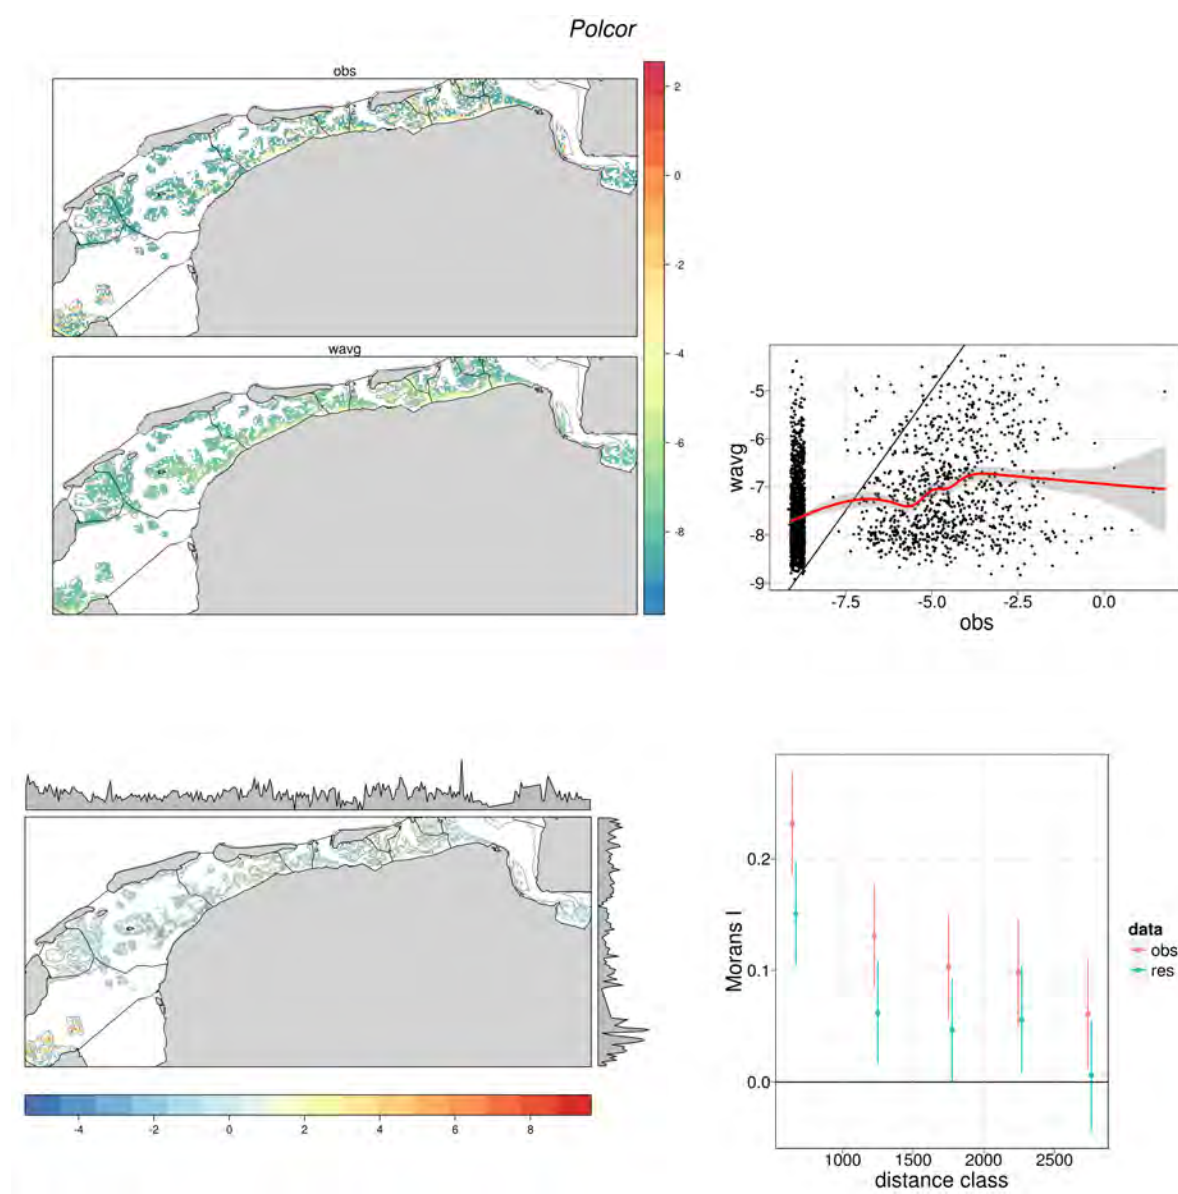 Polcor
obs
wavg
2
0
-2
-4
-6
-8
wavg
-5
-6
-7
-8
-9
-7.5 -5.0 -2.5 0.0
obs
-4 -2 0 2 4 6 8
Morans I
0.2
0.1
0.0
1000 1500 2000 2500
distance class
data
obs
res